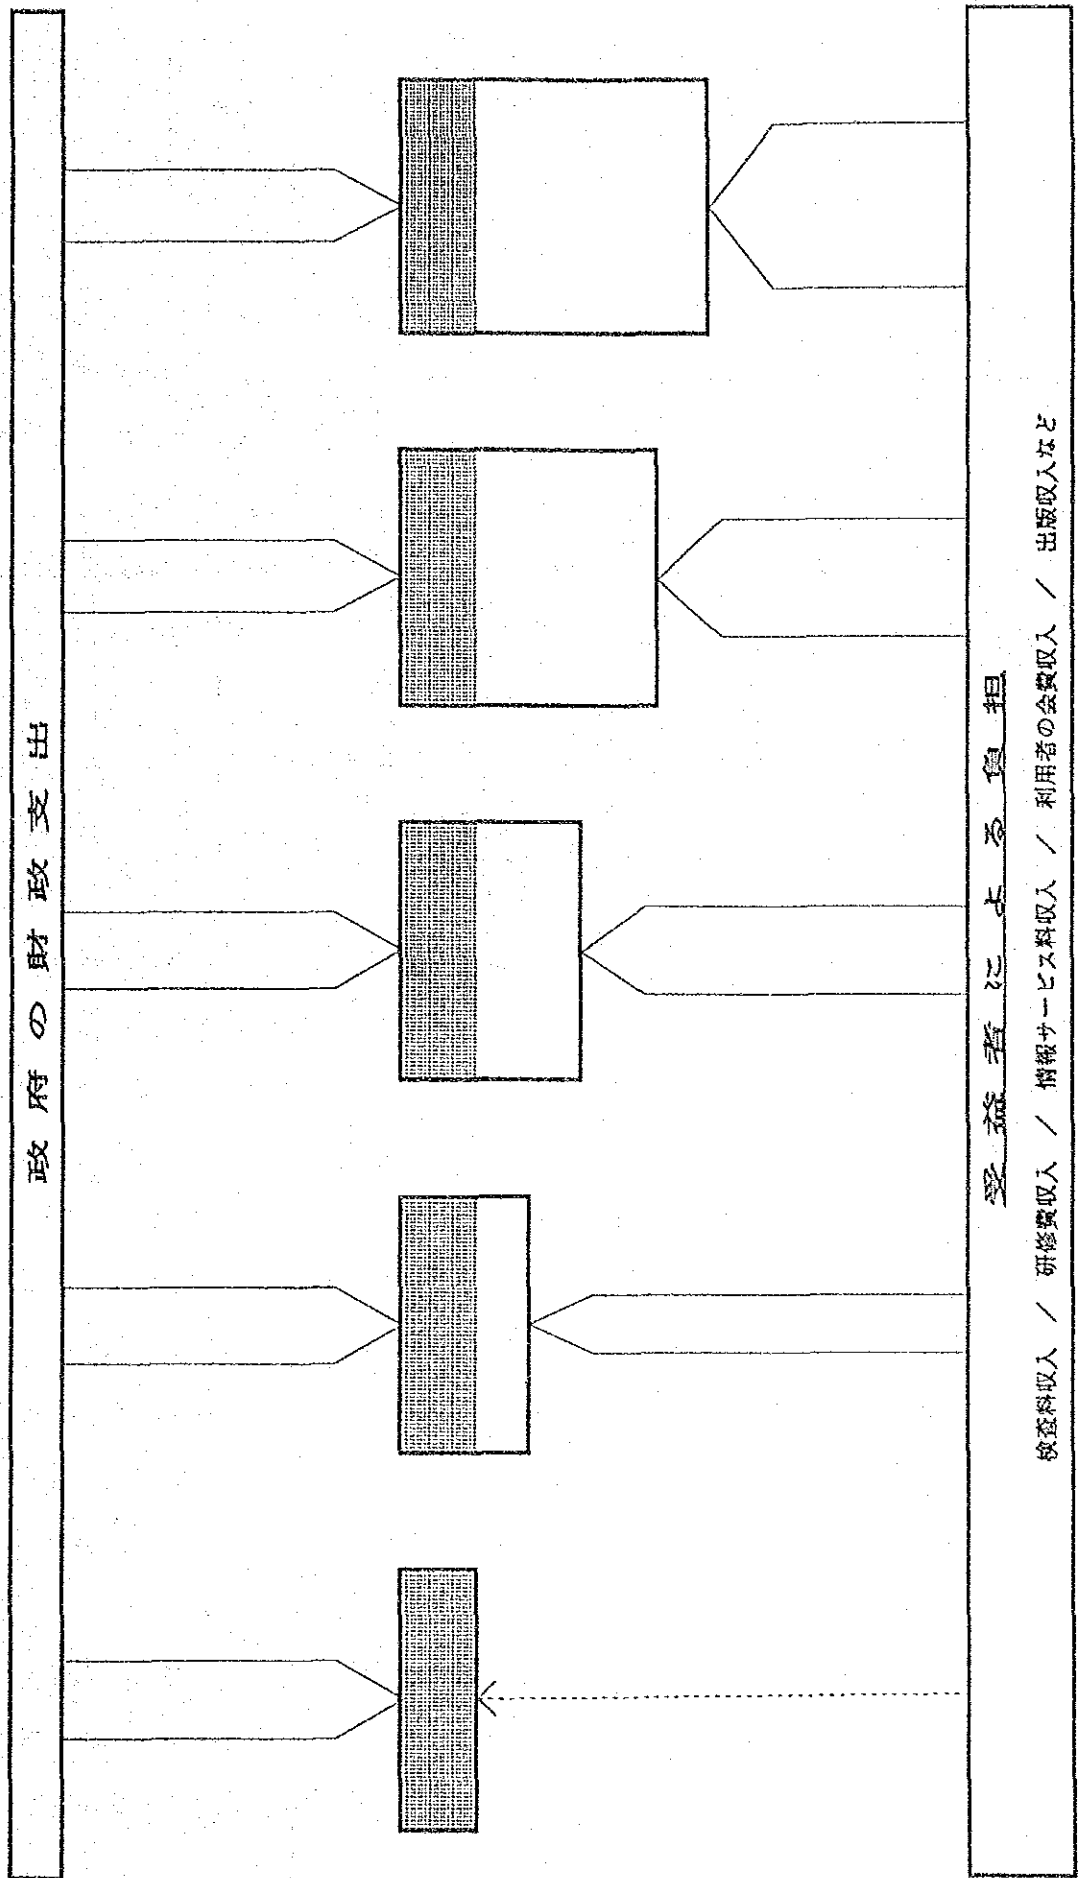 政府の財政支出
受益者による負担
検査料収入 / 研修費収入 / 情報サービス料収入 / 利用者の会費収入 / 出版収入など